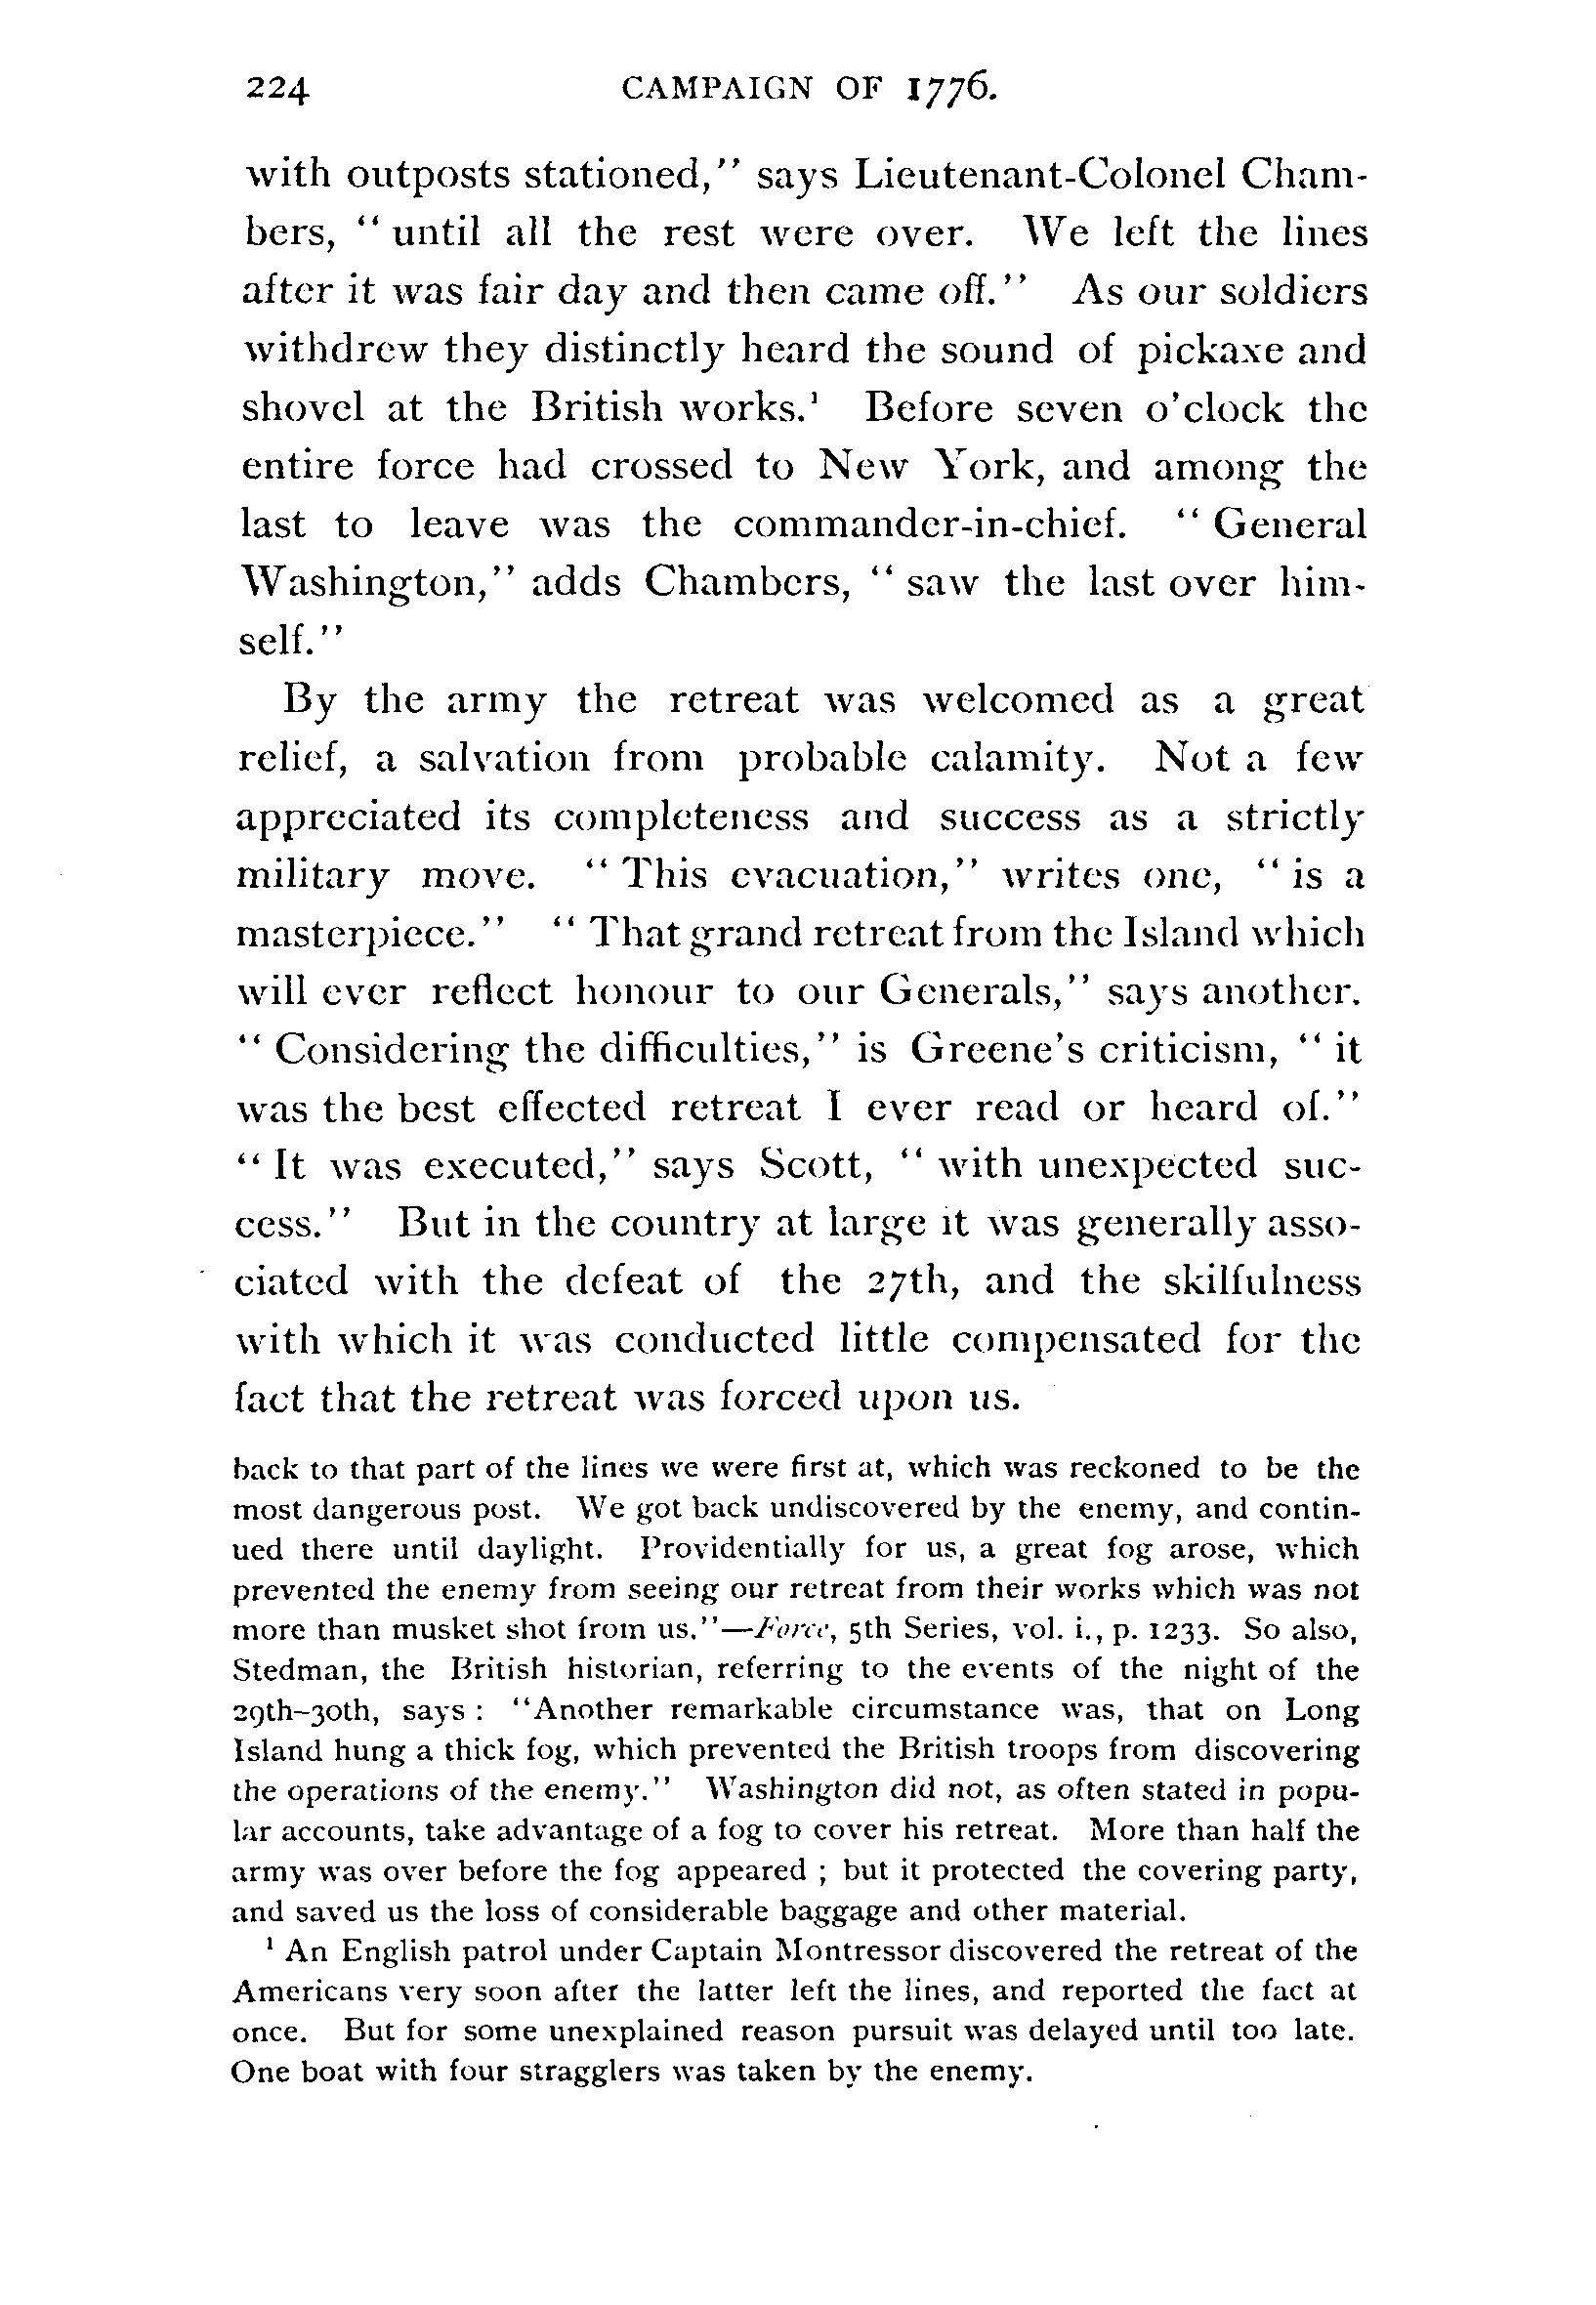 224 CAMPAIGN OF 1776.
with outposts stationed,” says Lieutenant-Colonel Cham-
bers, “until all the rest were over. We left the lines
after it was fair day and then came off.” As our soldiers
withdrew they distinctly heard the sound of pickaxe and
shovel at the British works.¹ Before seven o’clock the
entire force had crossed to New York, and among the
last to leave was the commander-in-chief. “General
Washington,” adds Chambers, “saw the last over him-
self.”
By the army the retreat was welcomed as a great
relief, a salvation from probable calamity. Not a few
appreciated its completeness and success as a strictly
military move. “This evacuation,” writes one, “is a
masterpiece.” “That grand retreat from the Island which
will ever reflect honour to our Generals,” says another.
“Considering the difficulties,” is Greene’s criticism, “it
was the best effected retreat I ever read or heard of.”
“It was executed,” says Scott, “with unexpected suc-
cess.” But in the country at large it was generally asso-
ciated with the defeat of the 27th, and the skilfulness
with which it was conducted little compensated for the
fact that the retreat was forced upon us.
back to that part of the lines we were first at, which was reckoned to be the
most dangerous post. We got back undiscovered by the enemy, and contin-
ued there until daylight. Providentially for us, a great fog arose, which
prevented the enemy from seeing our retreat from their works which was not
more than musket shot from us.”—Force, 5th Series, vol. i., p. 1233. So also,
Stedman, the British historian, referring to the events of the night of the
29th–30th, says : “Another remarkable circumstance was, that on Long
Island hung a thick fog, which prevented the British troops from discovering
the operations of the enemy.” Washington did not, as often stated in popu-
lar accounts, take advantage of a fog to cover his retreat. More than half the
army was over before the fog appeared ; but it protected the covering party,
and saved us the loss of considerable baggage and other material.
¹ An English patrol under Captain Montressor discovered the retreat of the
Americans very soon after the latter left the lines, and reported the fact at
once. But for some unexplained reason pursuit was delayed until too late.
One boat with four stragglers was taken by the enemy.